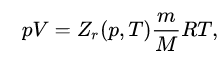 pV = Z_r(p, T) \frac{m}{M} RT,